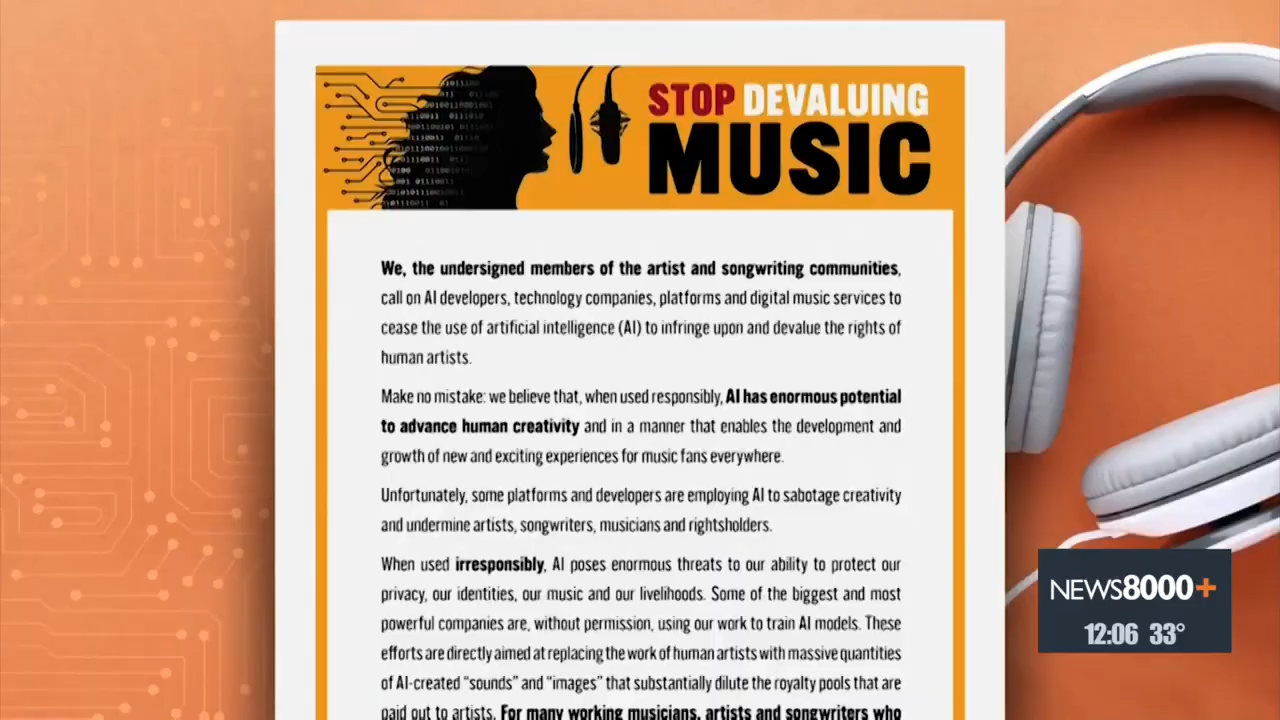 STOP DEVALUING
MUSIC
We, the undersigned members of the artist and songwriting communities,
call on AI developers, technology companies, platforms and digital music services to
cease the use of artificial intelligence (AI) to infringe upon and devalue the rights of
human artists.
Make no mistake: we believe that, when used responsibly, AI has enormous potential
to advance human creativity and in a manner that enables the development and
growth of new and exciting experiences for music fans everywhere.
Unfortunately, some platforms and developers are employing AI to sabotage creativity
and undermine artists, songwriters, musicians and rightsholders.
When used irresponsibly, AI poses enormous threats to our ability to protect our
privacy, our identities, our music and our livelihoods. Some of the biggest and most
powerful companies are, without permission, using our work to train AI models. These
efforts are directly aimed at replacing the work of human artists with massive quantities
of AI-created “sounds” and “images” that substantially dilute the royalty pools that are
paid out to artists. For many working musicians, artists and songwriters who
NEWS8000+
12:06 33°